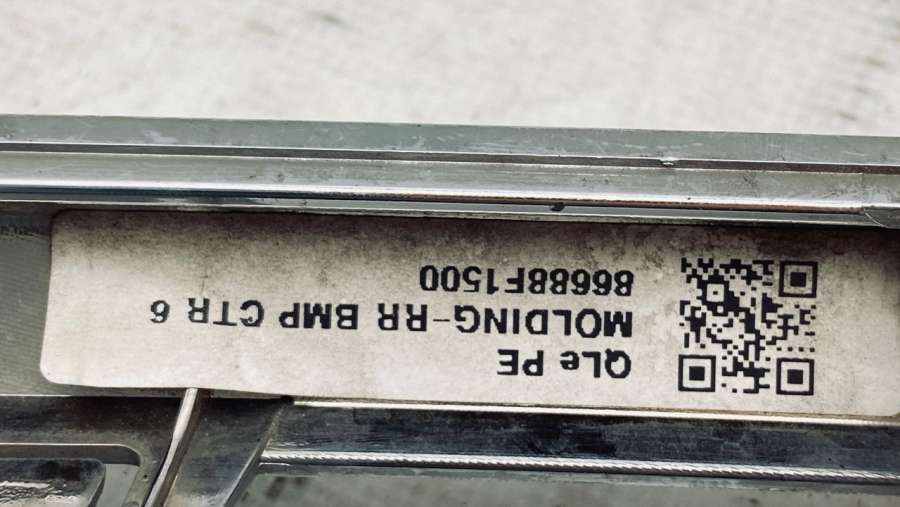 QLe PE
MOLDING-RR BMP CTR 6
86688F1500